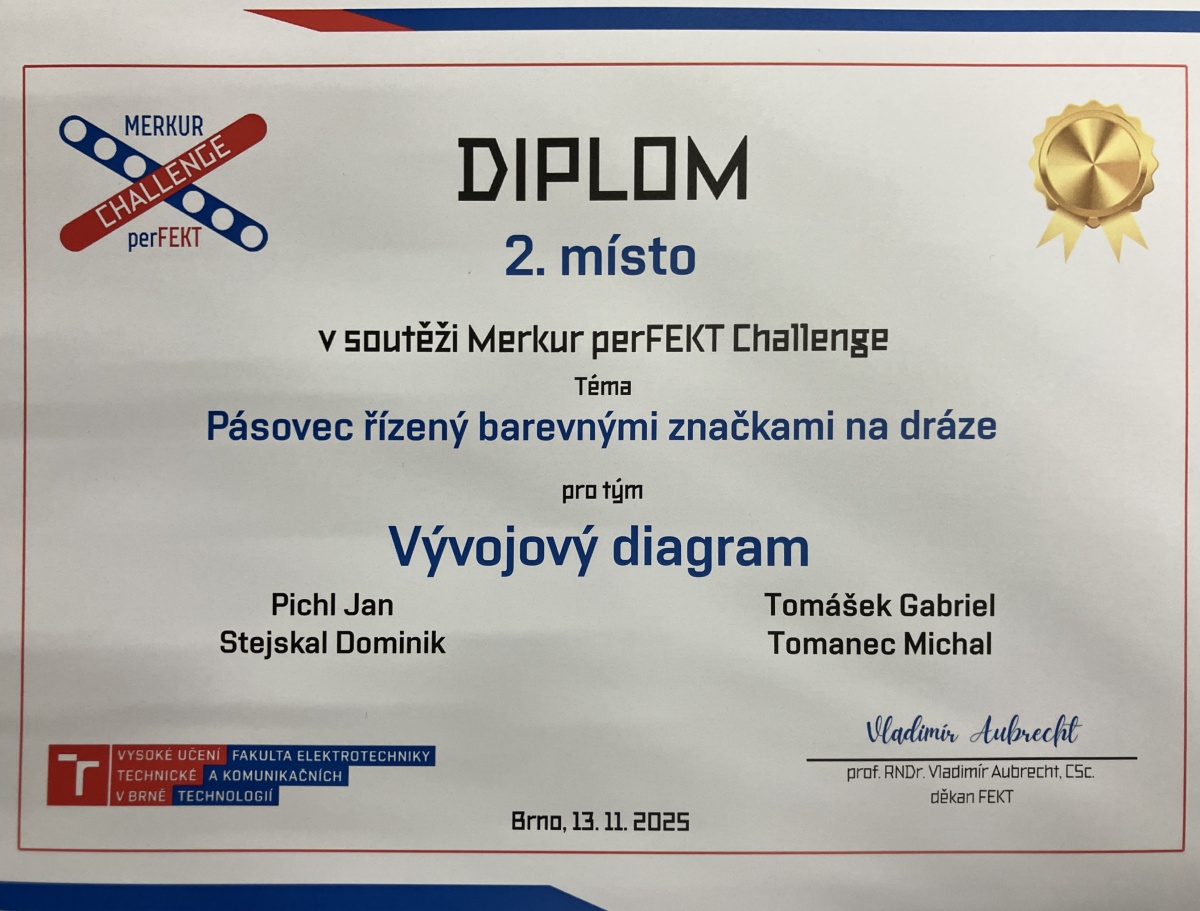 MERKUR
CHALLENGE
perFEKT
DIPLOM
2. místo
v soutěži Merkur perFEKT Challenge
Téma
Pásovec řízený barevnými značkami na dráze
pro tým
Vývojový diagram
Pichl Jan
Stejskal Dominik
Tomášek Gabriel
Tomanec Michal
Vladimír Aubrecht
prof. RNDr. Vladimír Aubrecht, CSc.
děkan FEKT
T VYSOKÉ UČENÍ FAKULTA ELEKTROTECHNIKY
TECHNICKÉ A KOMUNIKAČNÍCH
V BRNĚ TECHNOLOGIÍ
Brno, 13. 11. 2025